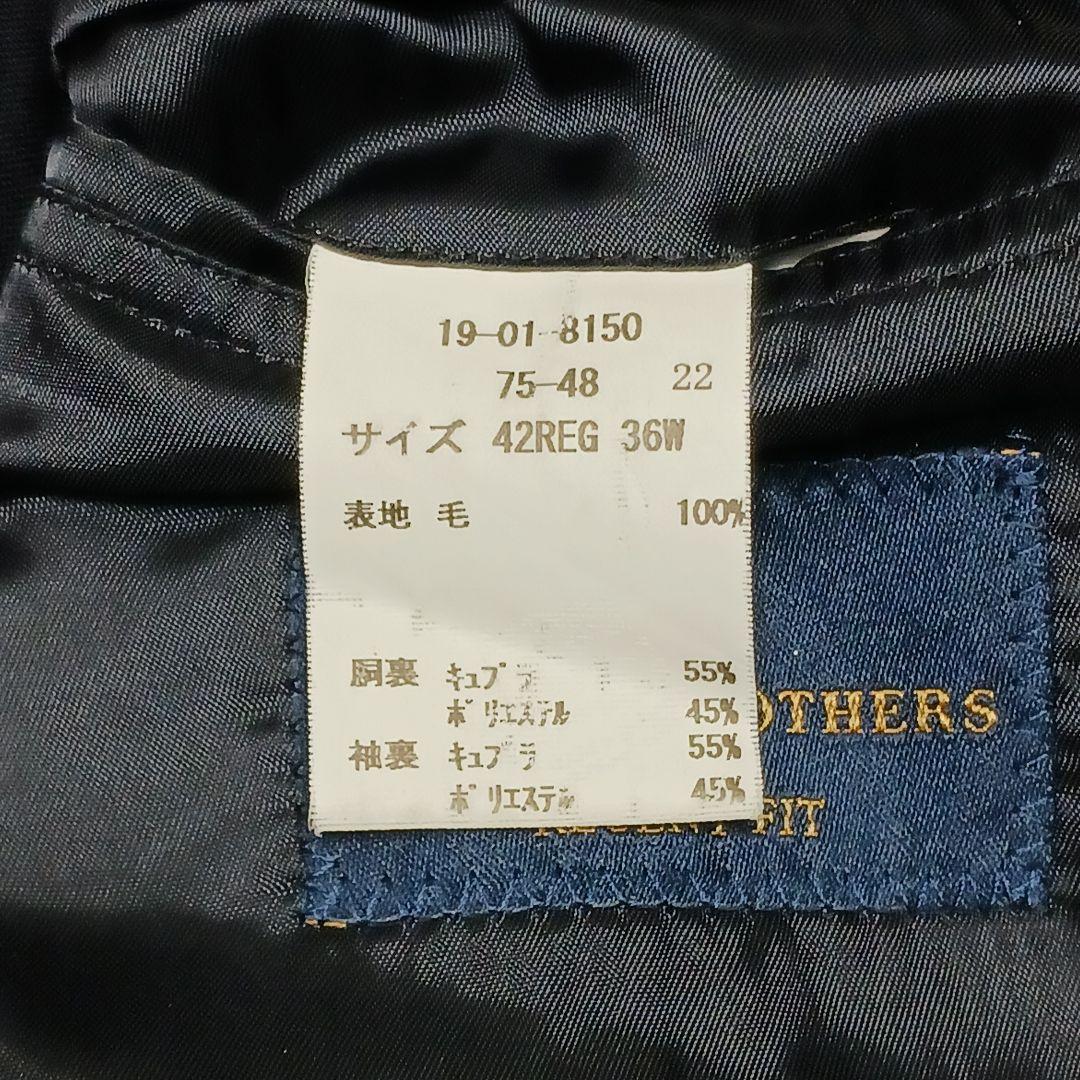 19-01-8150
75-48 22
サイズ 42REG 36W
表地 毛 100%
胴裏 ｷｭﾌﾟﾗ 55%
ﾎﾟﾘｴｽﾃﾙ 45%
袖裏 ｷｭﾌﾟﾗ 55%
ﾎﾟﾘｴｽﾃﾙ 45%
OTHERS
FIT